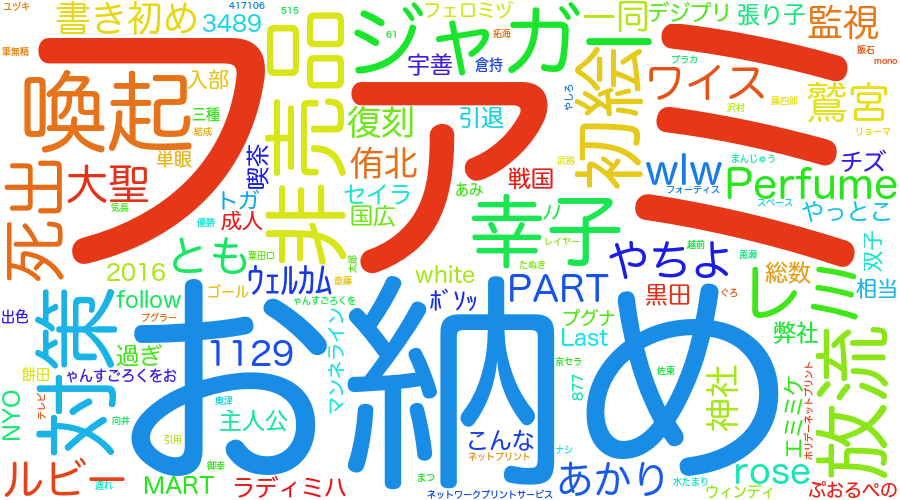 ユヅキ
書き初め
3489
417106
515
フェロミヅ
一同
デジプリ
張り子
監視
筆無精
非売品
ジャガー
61
拓海
宇善
倉持
飯石
mono
喚起
入部
三種
結成
単眼
喫茶
ファミミ
復刻
引退
やしろ
初絵
ワイス
ブラカ
沢村
藤四郎
鷲宮
リョーマ
死出
大聖
気長
トガ
優勝
成人
侑北
セイラ
国広
あみ
戦国
武器
wlw
フォーティス
まんじゅう
Perfume
チズ
スペース
やっとこ
とも
粟田口
太郎
幸子
ノノ
レイヤー
たぬき
やちよ
越前
黄瀬
双子
2016
ゴール
ウェルカム
斎藤
white
ボソッ
PART
黒田
ぐろ
総数
レミ
相当
follow
プグラー
ゃんすごろくを
出色
対策
お納め
過ぎ
1129
マンネライン
プグナ
Last
弊社
放流
餅田
ゃんすごろくをお
京セラ
佐東
877
神社
エミミケ
ホリデーネットプリント
NYO
テレビ
向井
奥津
主人公
引用
こんな
ネットプリント
ナシ
ルビー
遅れ
MART
御幸
ラディミハ
まつ
ネットワークプリントサービス
あかり
水たまり
rose
ウィンディ
ぷおるぺの